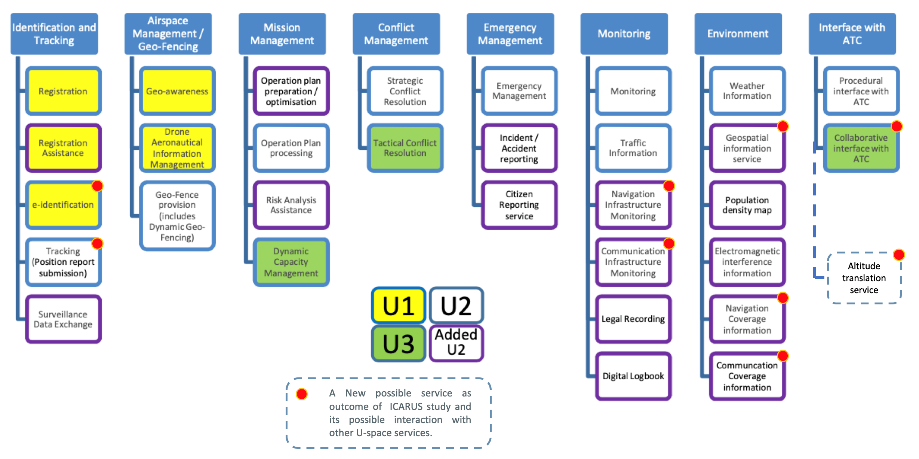 Identification and
Tracking
Registration
Registration
Assistance
e-identification
Tracking
(Position report
submission)
Surveillance
Data Exchange
Airspace
Management /
Geo-Fencing
Geo-awareness
Drone
Aeronautical
Information
Management
Geo-Fence
provision
(includes
Dynamic Geo-
Fencing)
Mission
Management
Operation plan
preparation /
optimisation
Operation Plan
processing
Risk Analysis
Assistance
Dynamic
Capacity
Management
Conflict
Management
Strategic
Conflict
Resolution
Tactical Conflict
Resolution
Emergency
Management
Emergency
Management
Incident /
Accident
reporting
Citizen
Reporting
service
Monitoring
Monitoring
Traffic
Information
Navigation
Infrastructure
Monitoring
Communication
Infrastructure
Monitoring
Legal Recording
Digital Logbook
Environment
Weather
Information
Geospatial
information
service
Population
density map
Electromagnetic
interference
information
Navigation
Coverage
information
Communcation
Coverage
information
Interface with
ATC
Procedural
interface with
ATC
Collaborative
interface with
ATC
Altitude
translation
service
U1
U2
U3
Added
U2
A New possible service as
outcome of ICARUS study and
its possible interaction with
other U-space services.